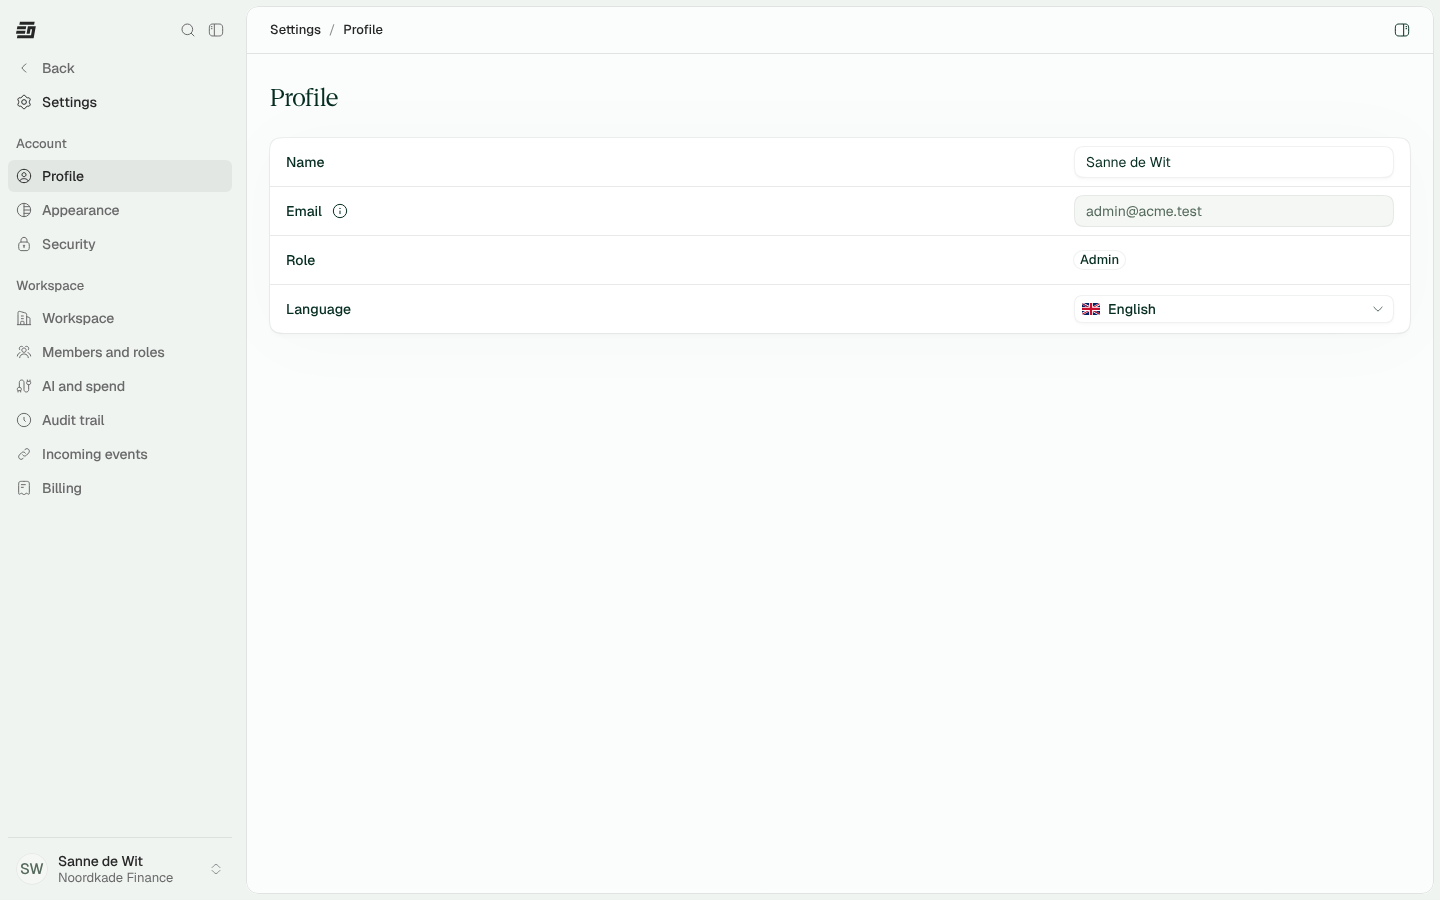 Back
Settings
Account
Profile
Appearance
Security
Workspace
Workspace
Members and roles
AI and spend
Audit trail
Incoming events
Billing
SW
Sanne de Wit
Noordkade Finance
Settings / Profile
Profile
Name
Sanne de Wit
Email
admin@acme.test
Role
Admin
Language
English